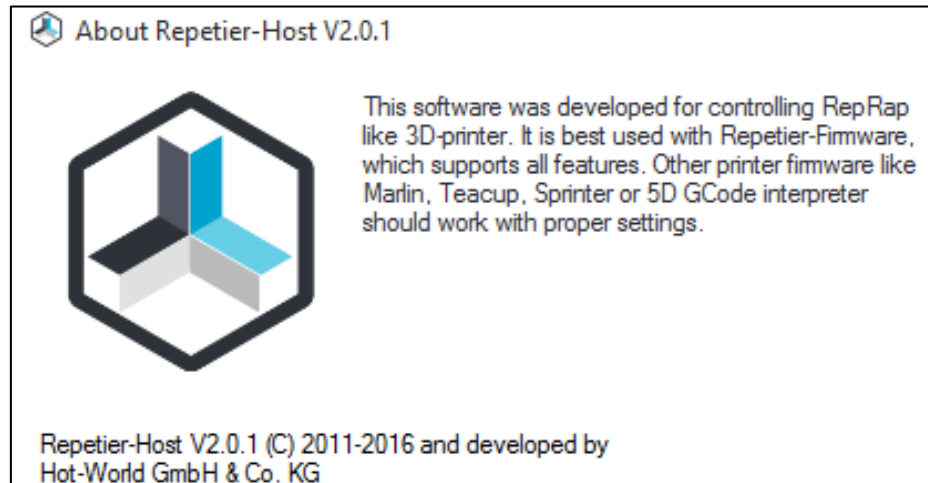 About Repetier-Host V2.0.1
This software was developed for controlling RepRap
like 3D-printer. It is best used with Repetier-Firmware,
which supports all features. Other printer firmware like
Marlin, Teacup, Sprinter or 5D GCode interpreter
should work with proper settings.
Repetier-Host V2.0.1 (C) 2011-2016 and developed by
Hot-World GmbH & Co. KG